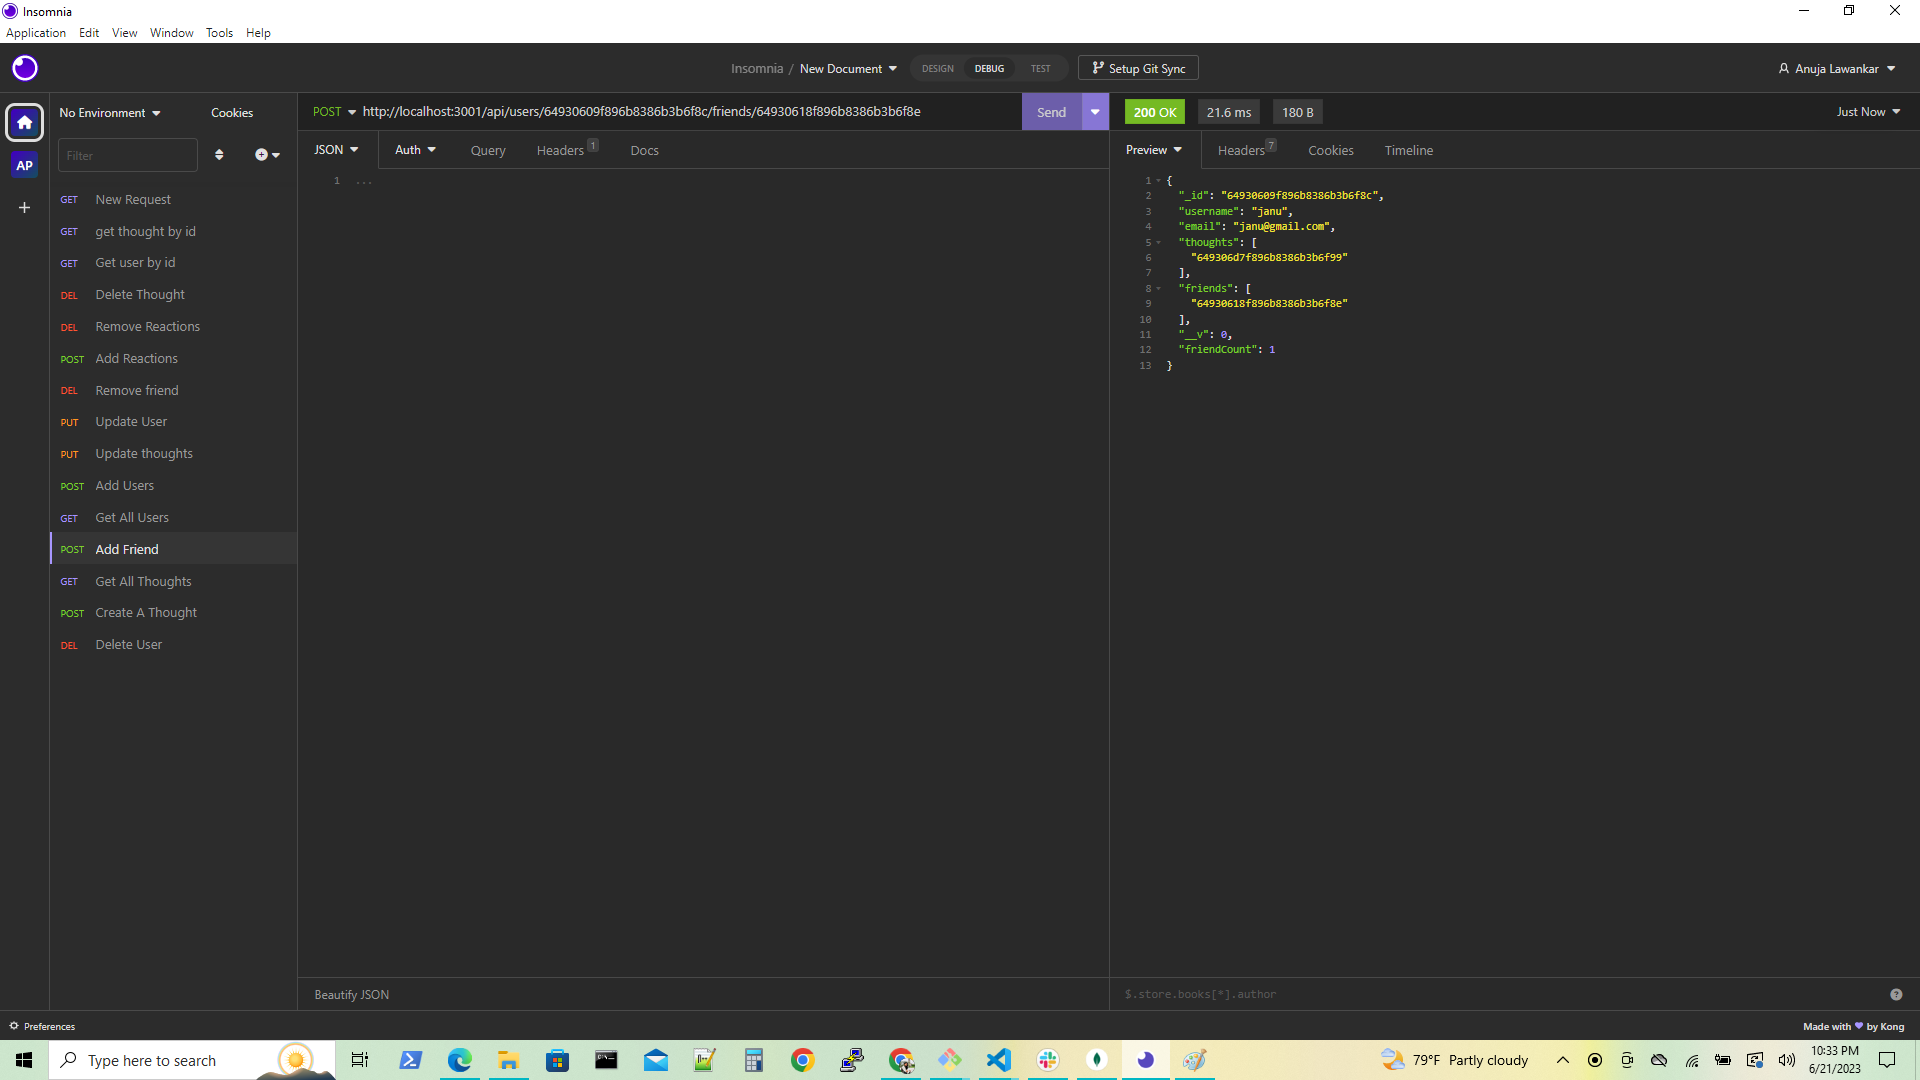 Insomnia
Application Edit View Window Tools Help
Insomnia / New Document DESIGN DEBUG TEST Setup Git Sync Anuja Lawankar
No Environment Cookies
POST http://localhost:3001/api/users/64930609f896b8386b3b6f8c/friends/64930618f896b8386b3b6f8e Send
200 OK 21.6 ms 180 B Just Now
Filter
AP
JSON Auth Query Headers 1 Docs
Preview Headers 7 Cookies Timeline
GET New Request
GET get thought by id
GET Get user by id
DEL Delete Thought
DEL Remove Reactions
POST Add Reactions
DEL Remove friend
PUT Update User
PUT Update thoughts
POST Add Users
GET Get All Users
POST Add Friend
GET Get All Thoughts
POST Create A Thought
DEL Delete User
1 ...
1 {
2 "_id": "64930609f896b8386b3b6f8c",
3 "username": "janu",
4 "email": "janu@gmail.com",
5 "thoughts": [
6 "649306d7f896b8386b3b6f99"
7 ],
8 "friends": [
9 "64930618f896b8386b3b6f8e"
10 ],
11 "__v": 0,
12 "friendCount": 1
13 }
Beautify JSON
$.store.books[*].author
Preferences
Made with by Kong
Type here to search
79°F Partly cloudy
10:33 PM
6/21/2023